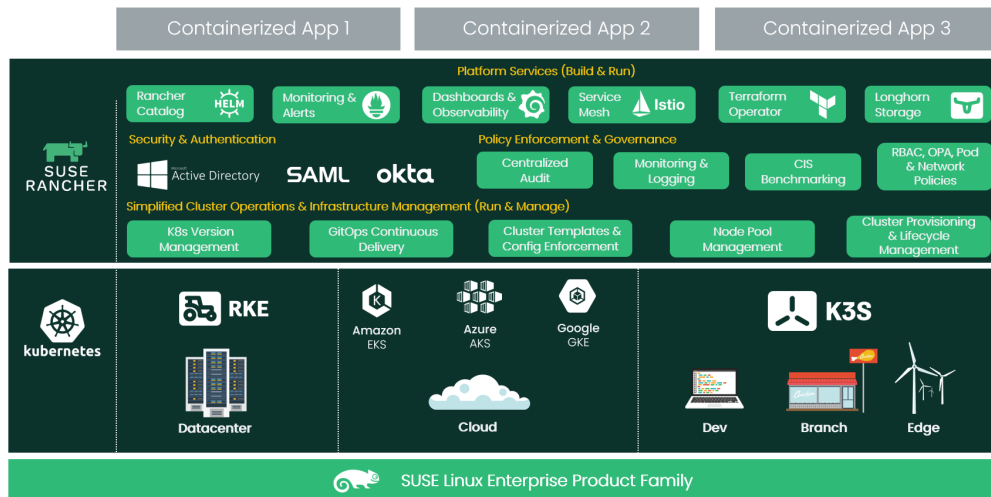 Containerized App 1
Containerized App 2
Containerized App 3
Platform Services (Build & Run)
Rancher
Catalog
HELM
Monitoring &
Alerts
Dashboards &
Observability
Service
Mesh
Istio
Terraform
Operator
Longhorn
Storage
SUSE
RANCHER
Security & Authentication
Microsoft
Active Directory
SAML
okta
Policy Enforcement & Governance
Centralized
Audit
Monitoring &
Logging
CIS
Benchmarking
RBAC, OPA, Pod
& Network
Policies
Simplified Cluster Operations & Infrastructure Management (Run & Manage)
K8s Version
Management
GitOps Continuous
Delivery
Cluster Templates &
Config Enforcement
Node Pool
Management
Cluster Provisioning
& Lifecycle
Management
kubernetes
RKE
Datacenter
Amazon
EKS
Azure
AKS
Google
GKE
Cloud
K3S
Dev
Branch
Edge
SUSE Linux Enterprise Product Family